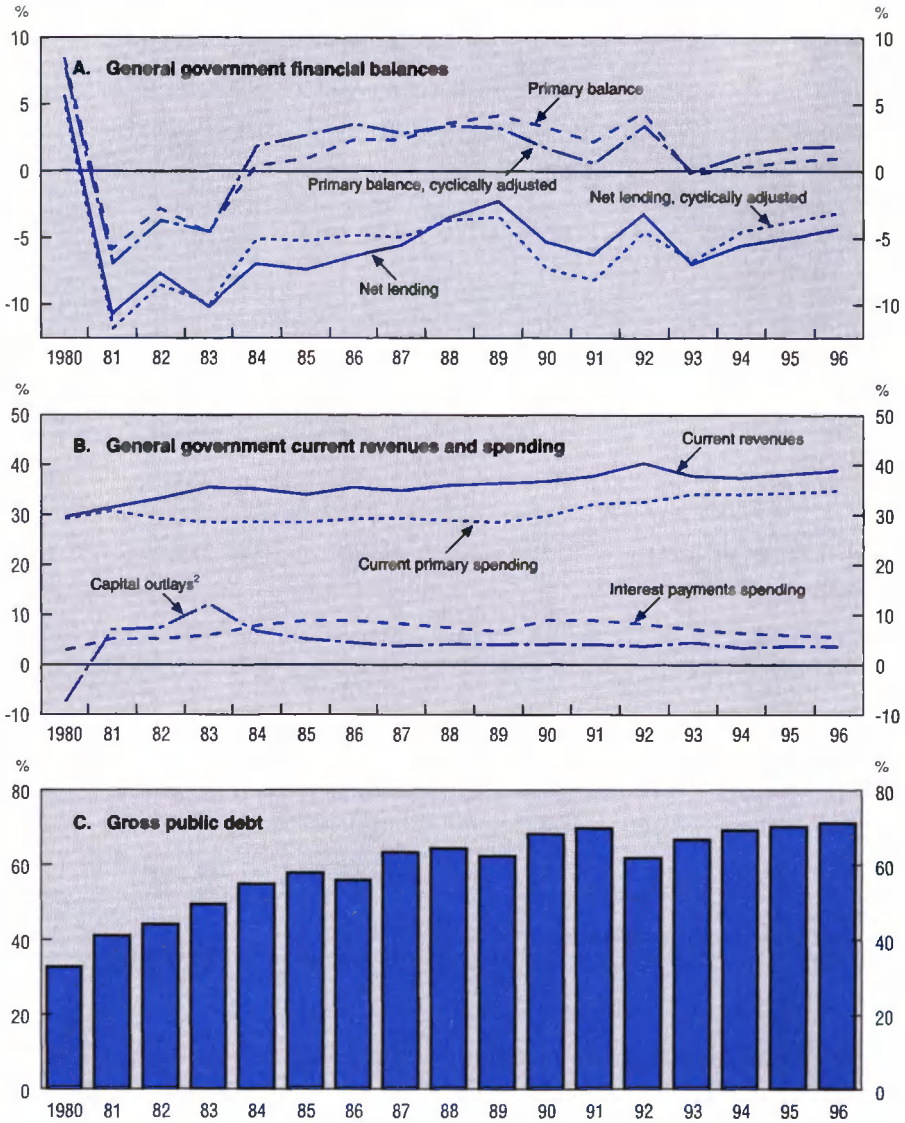 % %
10 A. General government financial balances 10
Primary balance
5 5
0 0
Primary balance, cyclically adjusted
Net lending, cyclically adjusted
-5 -5
Net lending
-10 -10
1980 81 82 83 84 85 86 87 88 89 90 91 92 93 94 95 96
% %
50 50
B. General government current revenues and spending
Current revenues
40 40
30 30
Current primary spending
20 20
Capital outlays²
Interest payments spending
10 10
0 0
-10 -10
1980 81 82 83 84 85 86 87 88 89 90 91 92 93 94 95 96
% %
80 80
C. Gross public debt
60 60
40 40
20 20
0 0
1980 81 82 83 84 85 86 87 88 89 90 91 92 93 94 95 96